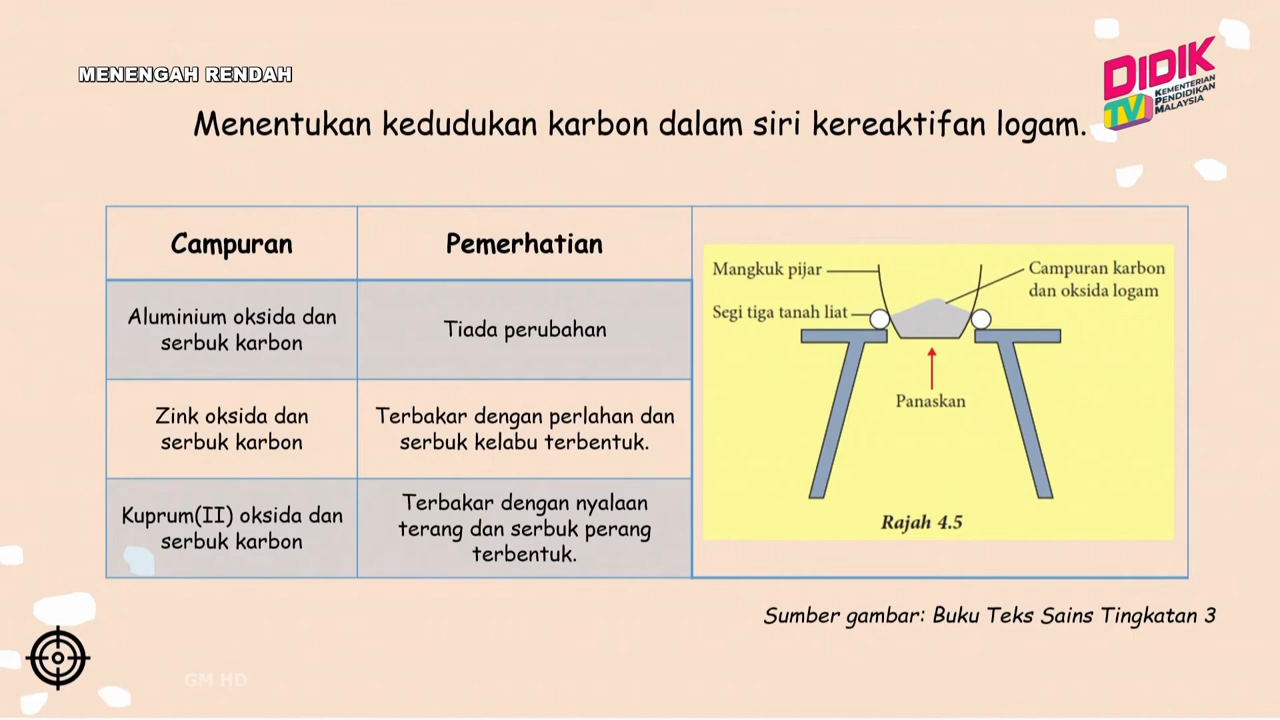 MENENGAH RENDAH
DIDIK
TV
KEMENTERIAN
PENDIDIKAN
MALAYSIA
Menentukan kedudukan karbon dalam siri kereaktifan logam.
Campuran
Pemerhatian
Aluminium oksida dan
serbuk karbon
Tiada perubahan
Zink oksida dan
serbuk karbon
Terbakar dengan perlahan dan
serbuk kelabu terbentuk.
Kuprum(II) oksida dan
serbuk karbon
Terbakar dengan nyalaan
terang dan serbuk perang
terbentuk.
Mangkuk pijar
Segi tiga tanah liat
Campuran karbon
dan oksida logam
Panaskan
Rajah 4.5
Sumber gambar: Buku Teks Sains Tingkatan 3
GM HD